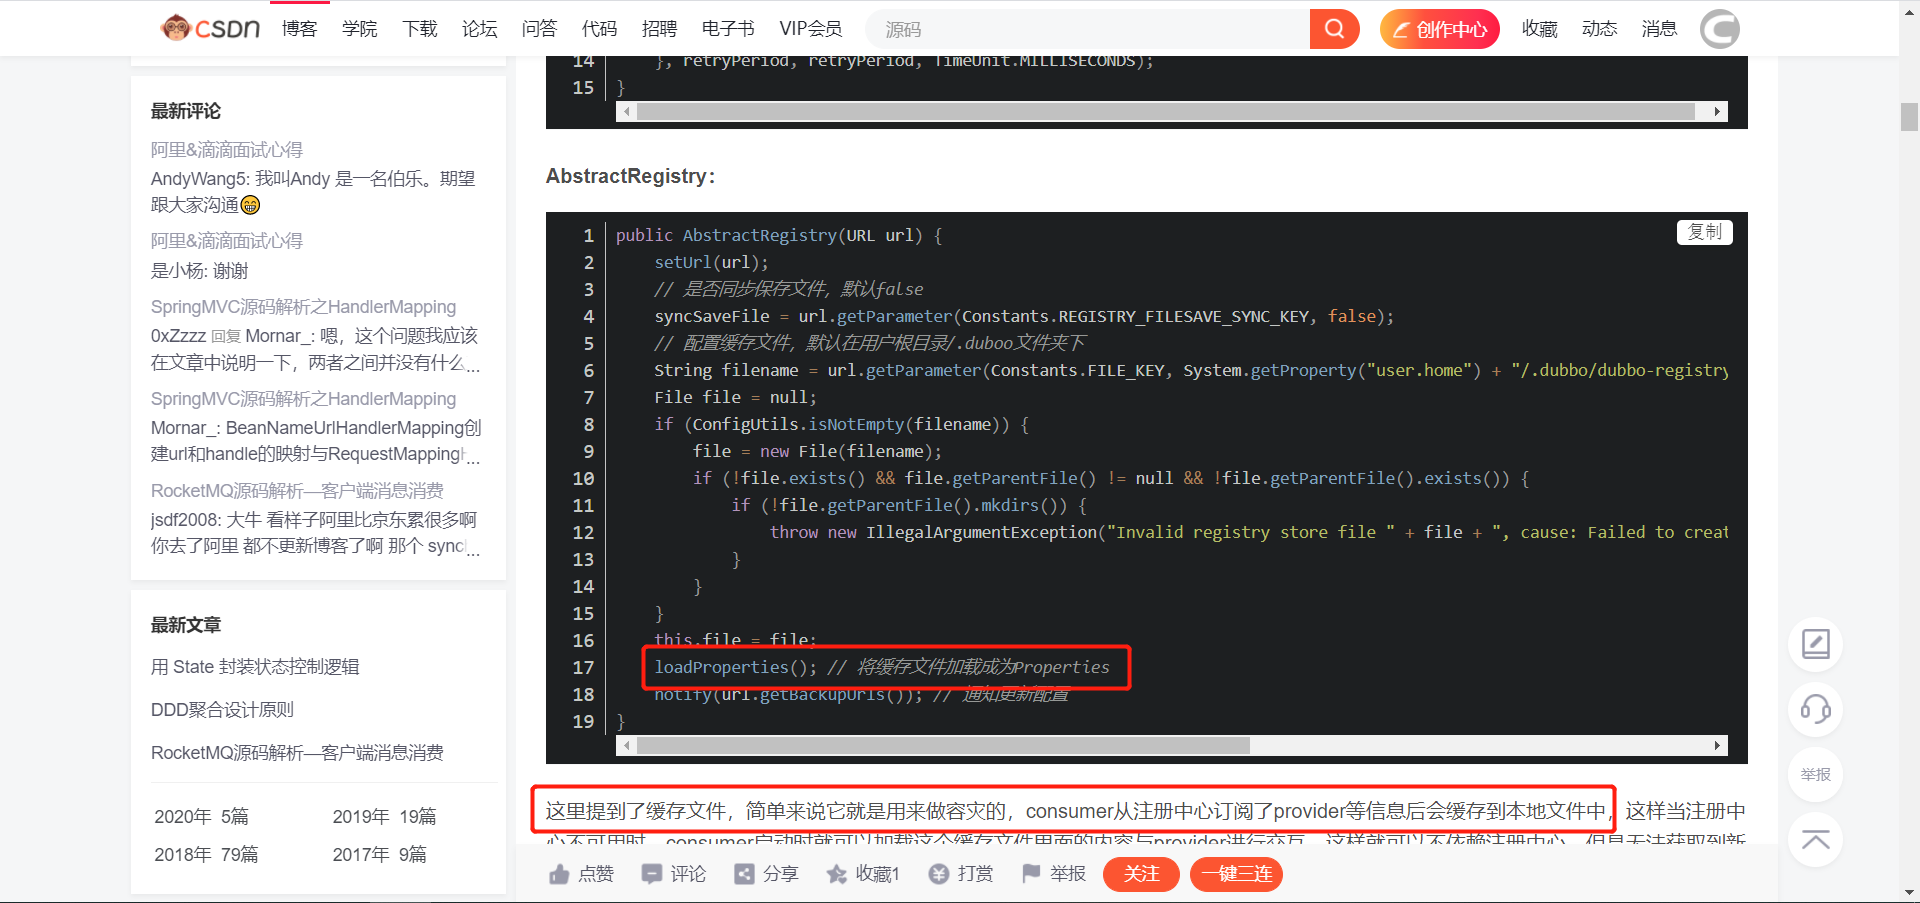 CSDN 博客 学院 下载 论坛 问答 代码 招聘 电子书 VIP会员 源码 创作中心 收藏 动态 消息
最新评论
阿里&滴滴面试心得
AndyWang5: 我叫Andy 是一名伯乐。期望
跟大家沟通😁
阿里&滴滴面试心得
是小杨: 谢谢
SpringMVC源码解析之HandlerMapping
0xZzzz 回复 Mornar_: 嗯，这个问题我应该
在文章中说明一下，两者之间并没有什么...
SpringMVC源码解析之HandlerMapping
Mornar_: BeanNameUrlHandlerMapping创
建url和handle的映射与RequestMapping...
RocketMQ源码解析—客户端消息消费
jsdf2008: 大牛 看样子阿里比京东累很多啊
你去了阿里 都不更新博客了啊 那个 sync...
最新文章
用 State 封装状态控制逻辑
DDD聚合设计原则
RocketMQ源码解析—客户端消息消费
2020年 5篇 2019年 19篇
2018年 79篇 2017年 9篇
14 }, retryPeriod, retryPeriod, TimeUnit.MILLISECONDS);
15 }
AbstractRegistry：
复制
1 public AbstractRegistry(URL url) {
2 setUrl(url);
3 // 是否同步保存文件，默认false
4 syncSaveFile = url.getParameter(Constants.REGISTRY_FILESAVE_SYNC_KEY, false);
5 // 配置缓存文件，默认在用户根目录/.duboo文件夹下
6 String filename = url.getParameter(Constants.FILE_KEY, System.getProperty("user.home") + "/.dubbo/dubbo-registry
7 File file = null;
8 if (ConfigUtils.isNotEmpty(filename)) {
9 file = new File(filename);
10 if (!file.exists() && file.getParentFile() != null && !file.getParentFile().exists()) {
11 if (!file.getParentFile().mkdirs()) {
12 throw new IllegalArgumentException("Invalid registry store file " + file + ", cause: Failed to creat
13 }
14 }
15 }
16 this.file = file;
17 loadProperties(); // 将缓存文件加载成为Properties
18 notify(url.getBackupUrls()); // 通知更新配置
19 }
这里提到了缓存文件，简单来说它就是用来做容灾的，consumer从注册中心订阅了provider等信息后会缓存到本地文件中，这样当注册中
心不可用时，consumer启动时就可以加载这个缓存文件里面的内容与provider进行交互，这样就可以不依赖注册中心，但是无法获取到新
点赞 评论 分享 收藏1 打赏 举报 关注 一键三连
举报